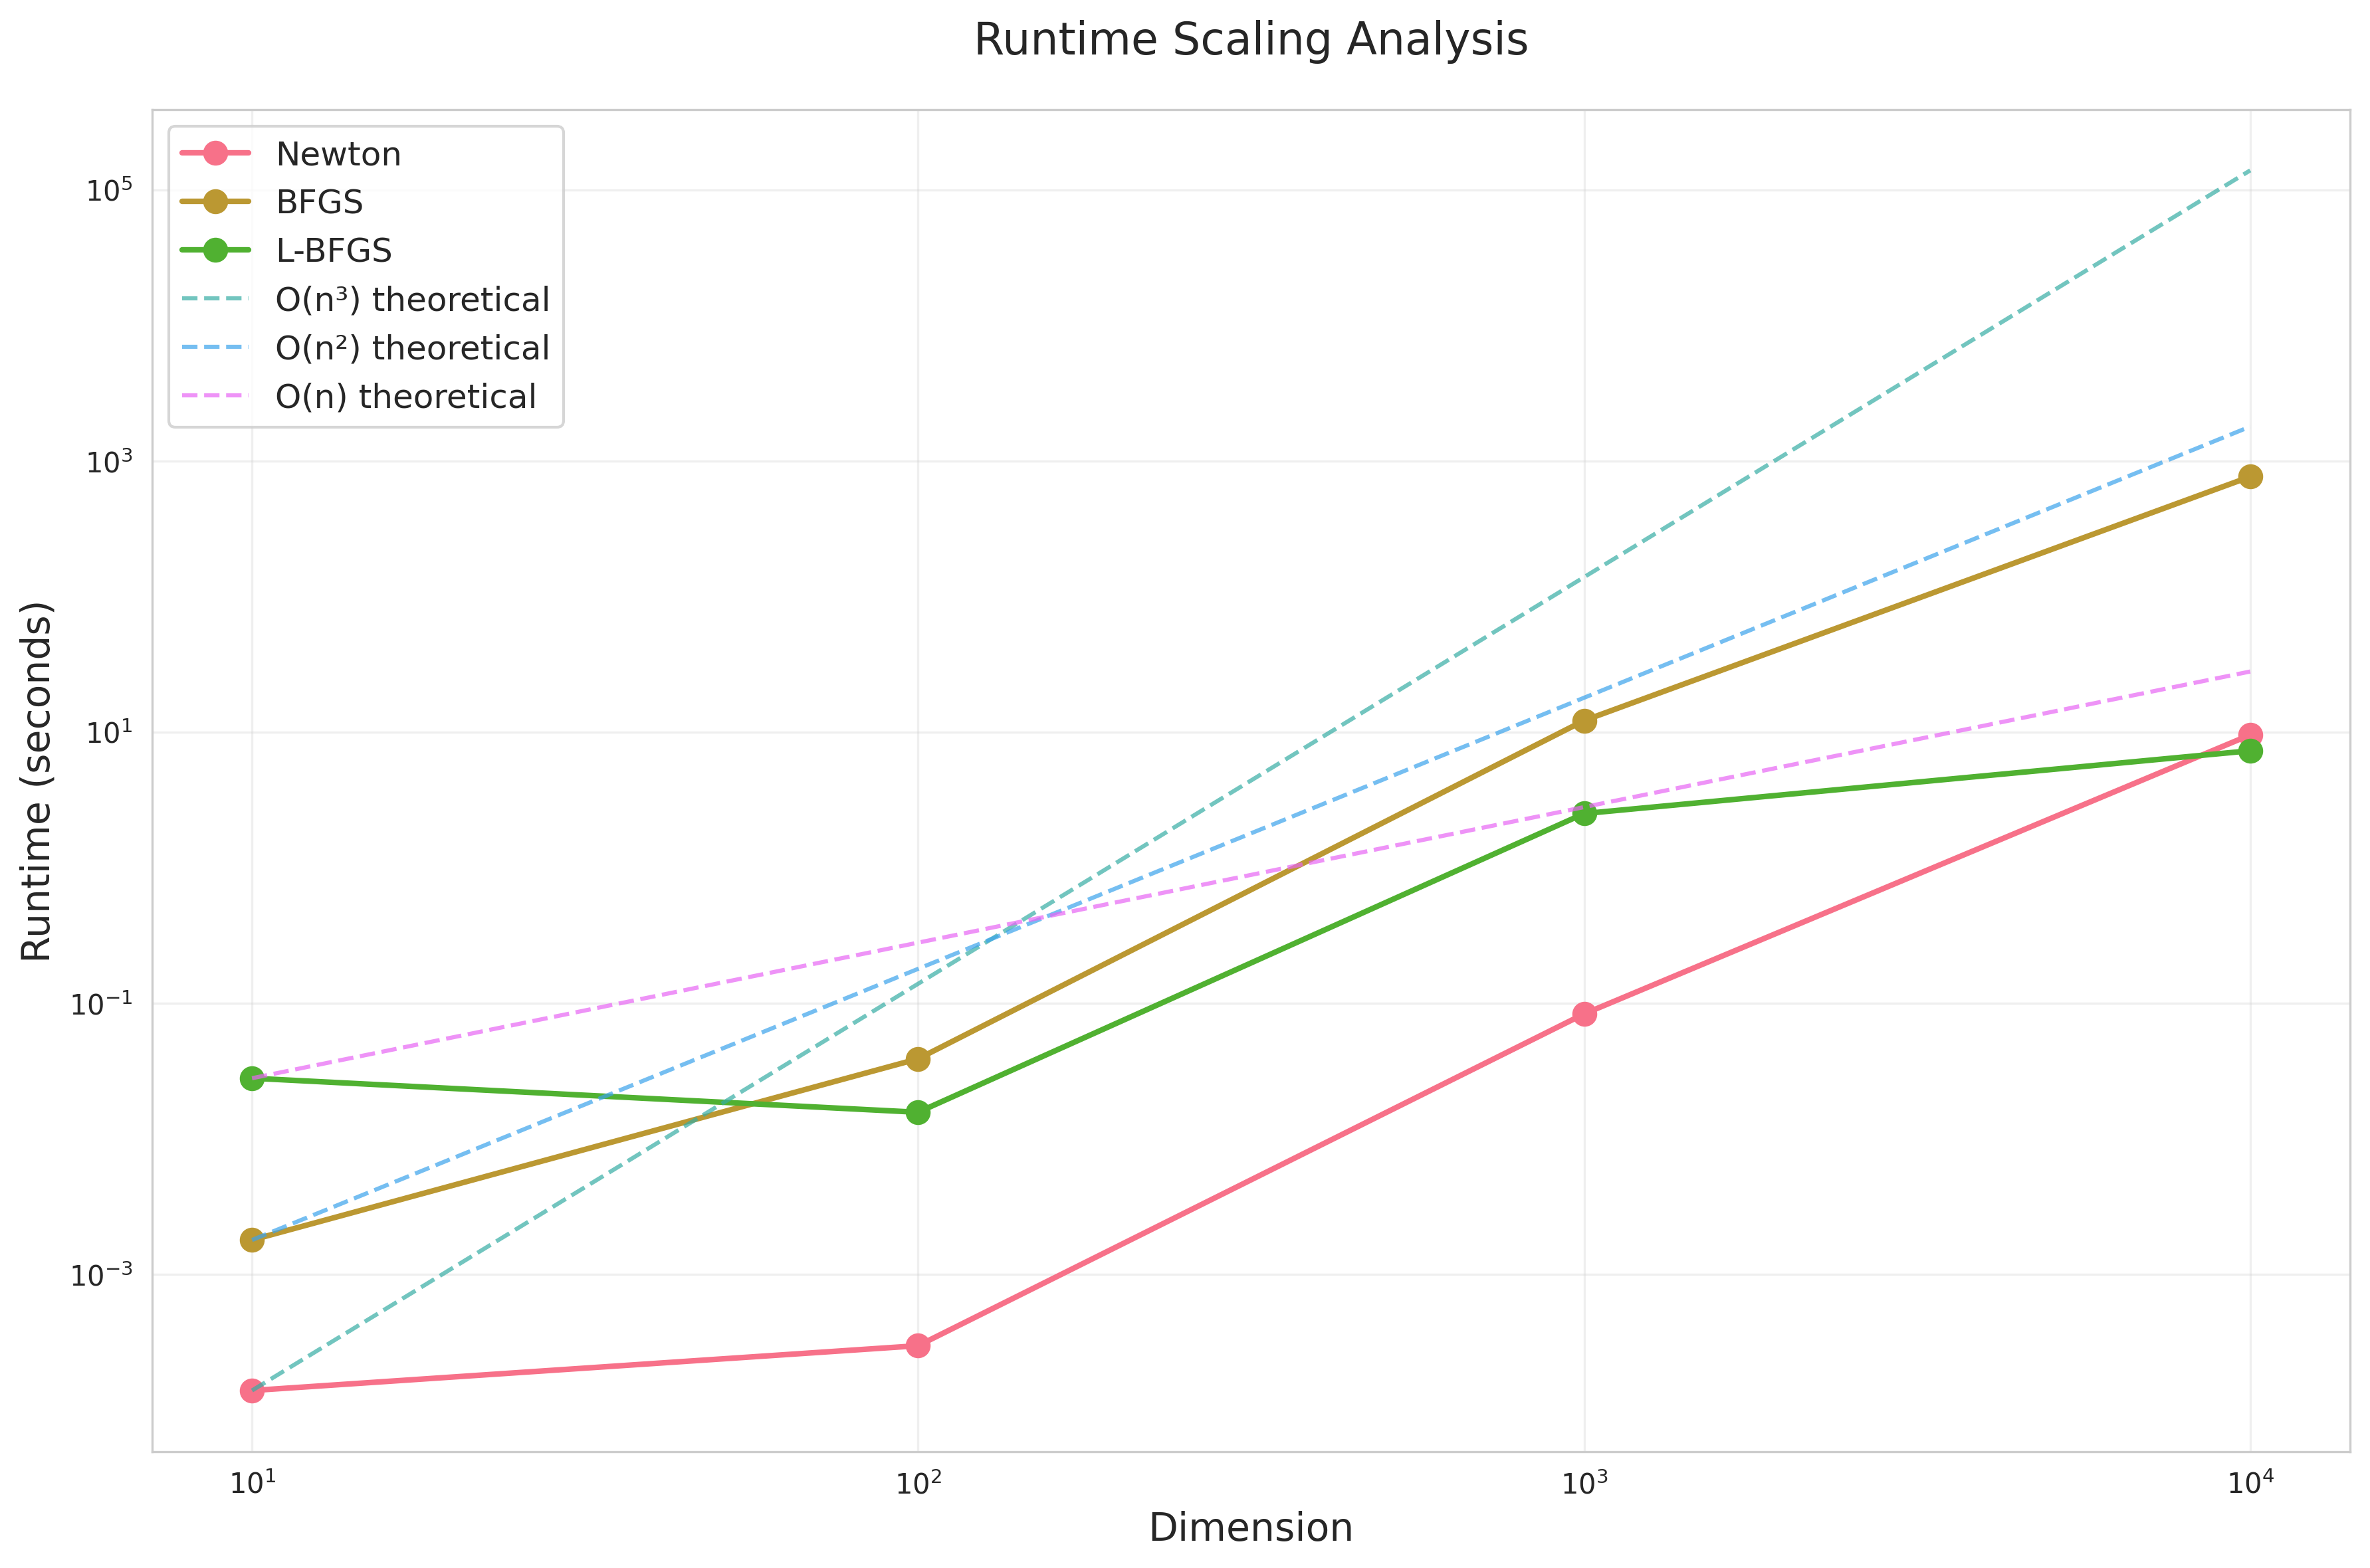 Runtime Scaling Analysis
Newton
BFGS
L-BFGS
O(n³) theoretical
O(n²) theoretical
O(n) theoretical
10⁵
10³
10¹
10⁻¹
10⁻³
Runtime (seconds)
10¹ 10² 10³ 10⁴
Dimension